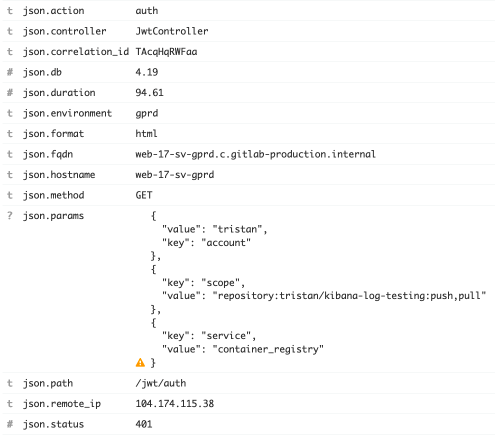 t json.action auth
t json.controller JwtController
t json.correlation_id TAcqHqRWFaa
# json.db 4.19
# json.duration 94.61
t json.environment gprd
t json.format html
t json.fqdn web-17-sv-gprd.c.gitlab-production.internal
t json.hostname web-17-sv-gprd
t json.method GET
? json.params {
"value": "tristan",
"key": "account"
},
{
"key": "scope",
"value": "repository:tristan/kibana-log-testing:push,pull"
},
{
"key": "service",
"value": "container_registry"
}
t json.path /jwt/auth
t json.remote_ip 104.174.115.38
# json.status 401